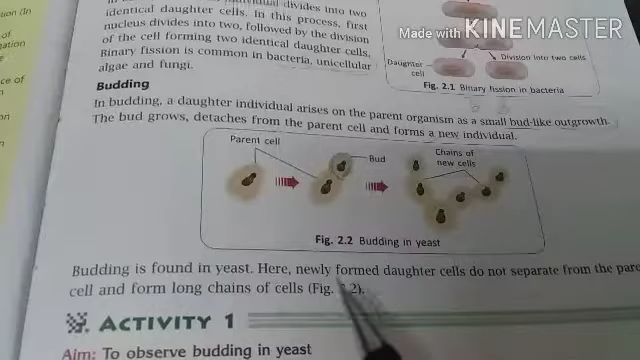 Made with KINEMASTER
individual divides into two
identical daughter cells. In this process, first
nucleus divides into two, followed by the division
of the cell forming two identical daughter cells.
Binary fission is common in bacteria, unicellular
algae and fungi.
Daughter
cell
Division into two cells
Fig. 2.1 Binary fission in bacteria
Budding
In budding, a daughter individual arises on the parent organism as a small bud-like outgrowth.
The bud grows, detaches from the parent cell and forms a new individual.
Parent cell
Bud
Chains of
new cells
Fig. 2.2 Budding in yeast
Budding is found in yeast. Here, newly formed daughter cells do not separate from the pare
cell and form long chains of cells (Fig. 2).
ACTIVITY 1
Aim: To observe budding in yeast